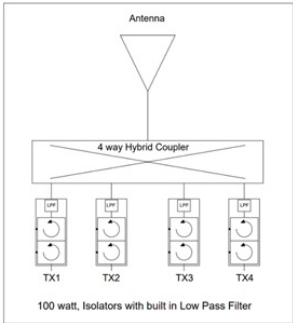 Antenna
4 way Hybrid Coupler
LPF LPF LPF LPF
TX1 TX2 TX3 TX4
100 watt, Isolators with built in Low Pass Filter